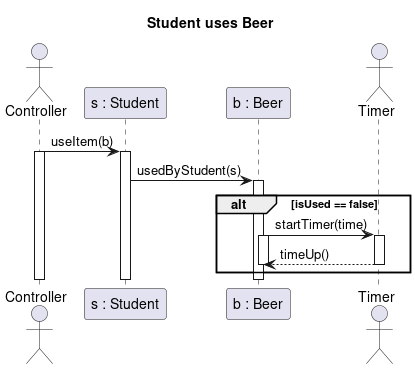 Student uses Beer
Controller
s : Student
b : Beer
Timer
useItem(b)
usedByStudent(s)
alt
[isUsed == false]
startTimer(time)
timeUp()
Controller
s : Student
b : Beer
Timer